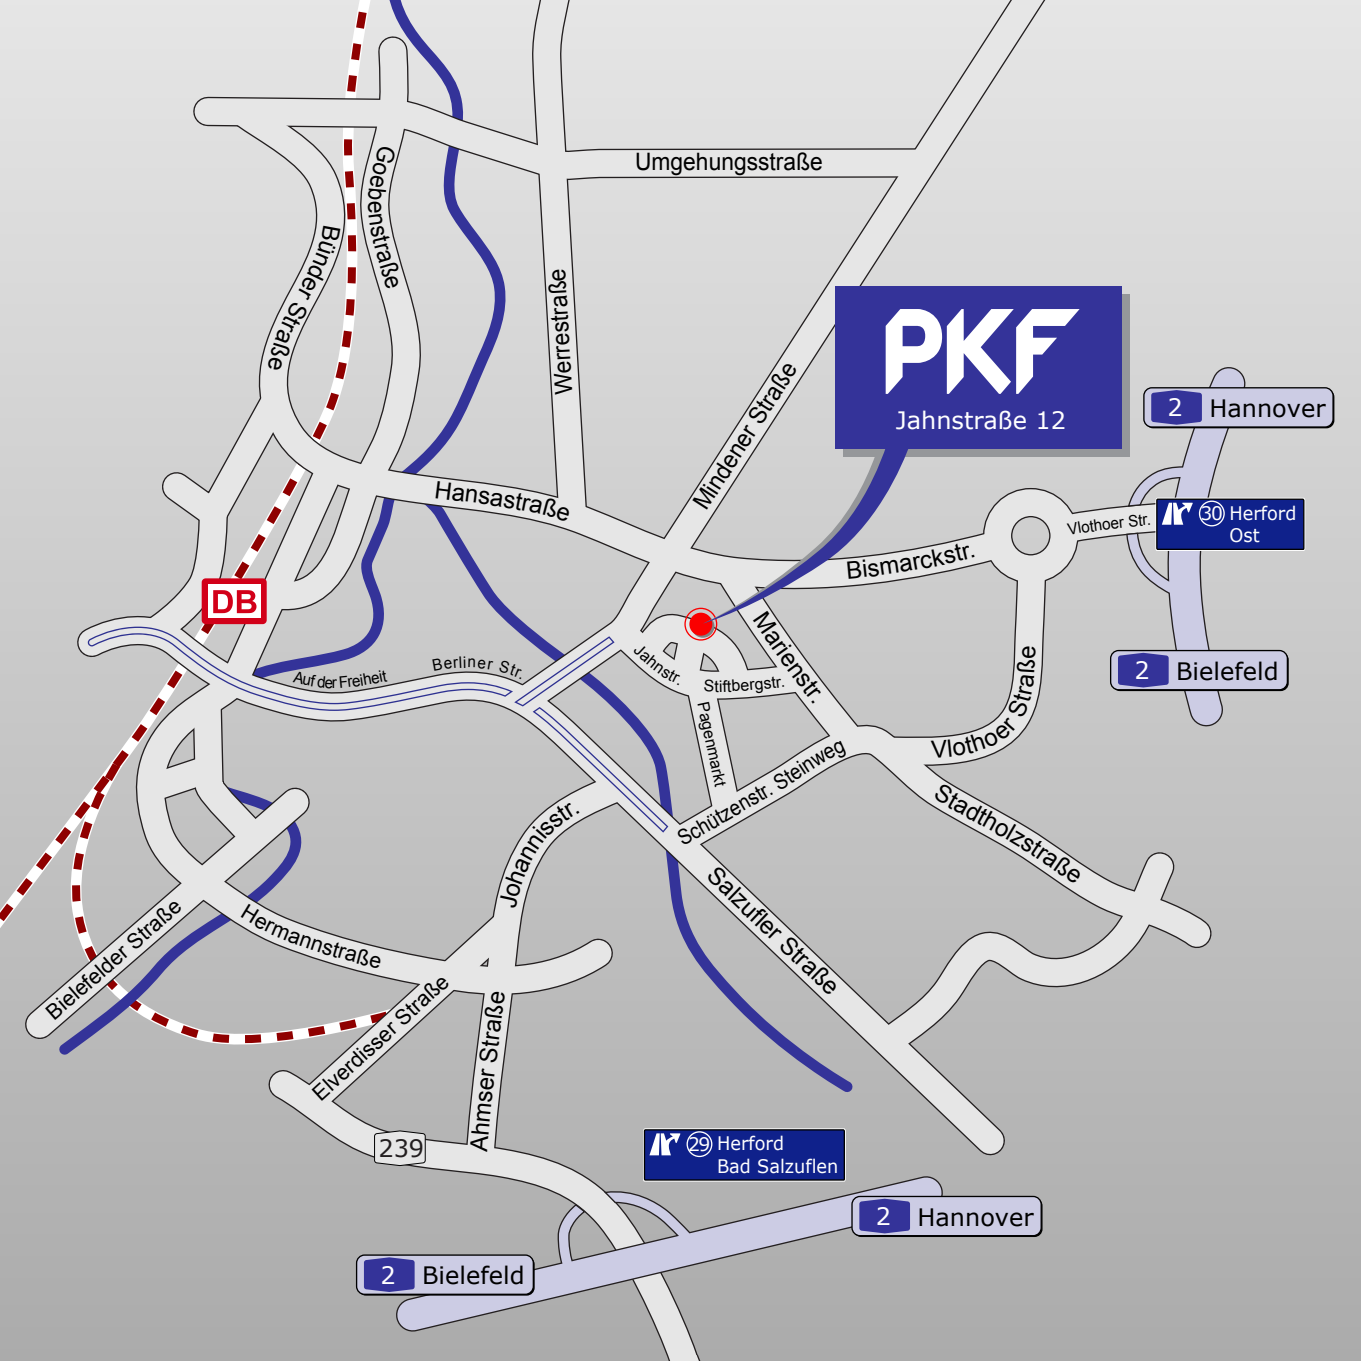 Goebenstraße
Umgehungsstraße
Bünder Straße
Werrestraße
PKF
Jahnstraße 12
Mindener Straße
2 Hannover
Hansastraße
Vlothoer Str.
30 Herford
Ost
Bismarckstr.
DB
Marienstr.
Jahnstr.
Berliner Str.
Auf der Freiheit
Stiftbergstr.
2 Bielefeld
Pagenmarkt
Vlothoer Straße
Schützenstr. Steinweg
Stadtholzstraße
Johannisstr.
Salzufler Straße
Bielefelder Straße
Hermannstraße
Elverdisser Straße
Ahmser Straße
239
29 Herford
Bad Salzuflen
2 Hannover
2 Bielefeld